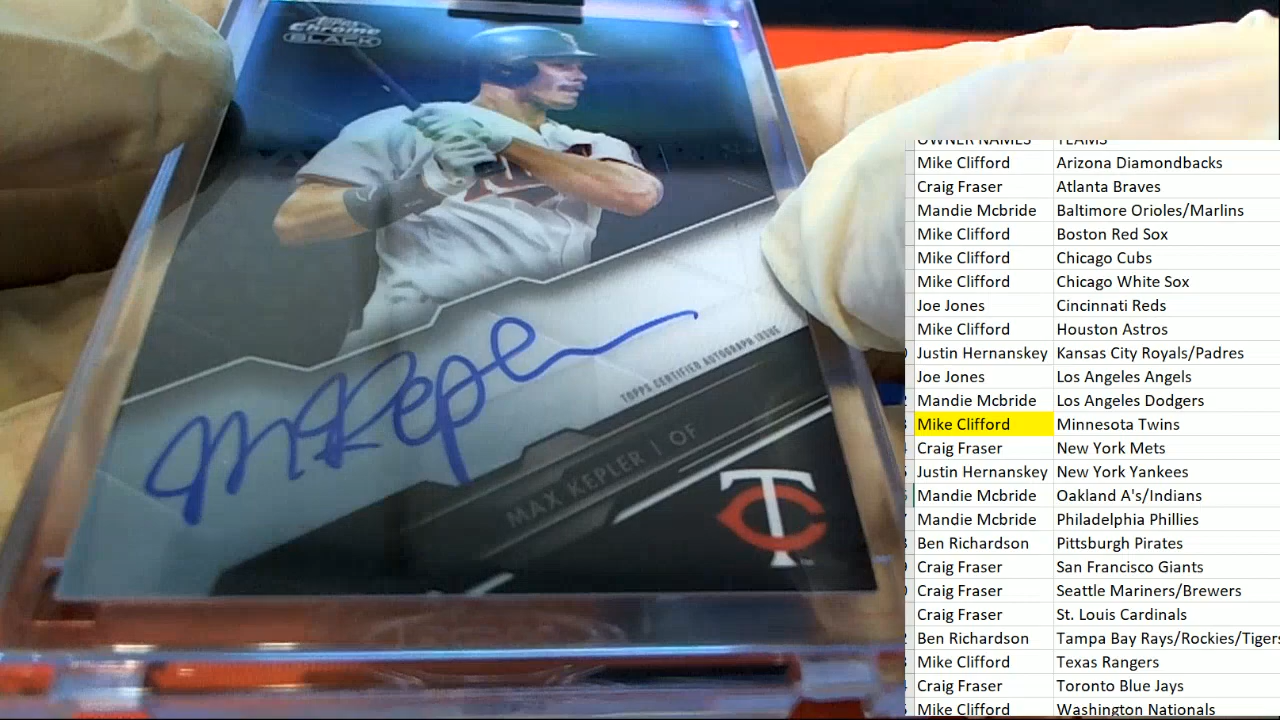 Topps
Chrome
BLACK
M Kepler
TOPPS CERTIFIED AUTOGRAPH ISSUE
MAX KEPLER | OF
TC
OWNER NAMES TEAMS
Mike Clifford Arizona Diamondbacks
Craig Fraser Atlanta Braves
Mandie Mcbride Baltimore Orioles/Marlins
Mike Clifford Boston Red Sox
Mike Clifford Chicago Cubs
Mike Clifford Chicago White Sox
Joe Jones Cincinnati Reds
Mike Clifford Houston Astros
Justin Hernanskey Kansas City Royals/Padres
Joe Jones Los Angeles Angels
Mandie Mcbride Los Angeles Dodgers
Mike Clifford Minnesota Twins
Craig Fraser New York Mets
Justin Hernanskey New York Yankees
Mandie Mcbride Oakland A's/Indians
Mandie Mcbride Philadelphia Phillies
Ben Richardson Pittsburgh Pirates
Craig Fraser San Francisco Giants
Craig Fraser Seattle Mariners/Brewers
Craig Fraser St. Louis Cardinals
Ben Richardson Tampa Bay Rays/Rockies/Tigers
Mike Clifford Texas Rangers
Craig Fraser Toronto Blue Jays
Mike Clifford Washington Nationals